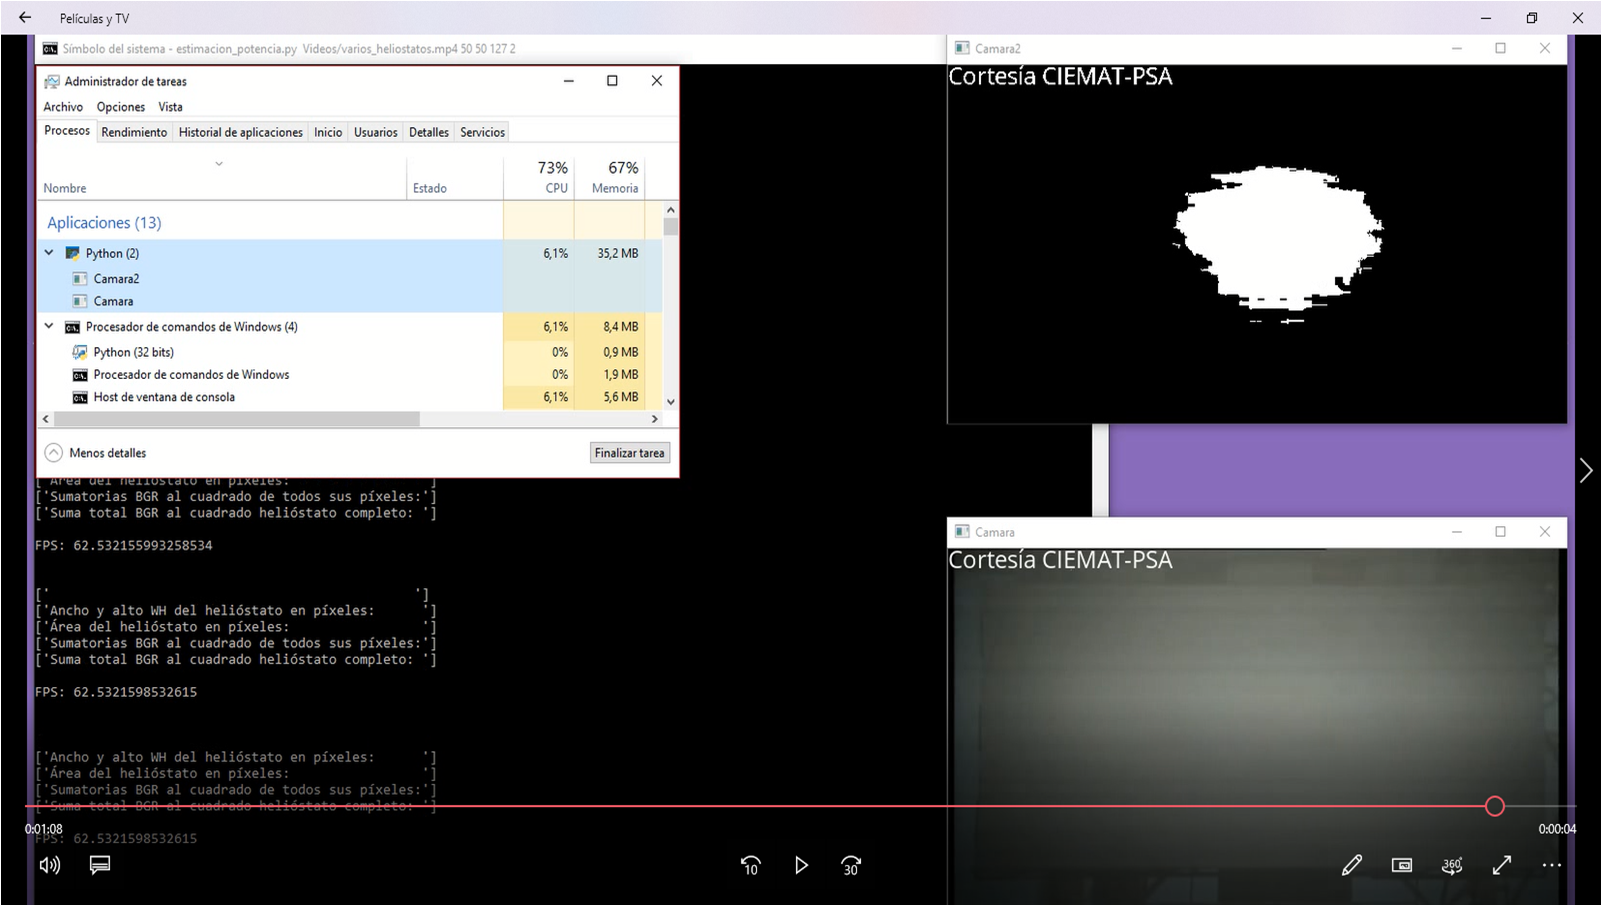 Películas y TV
Símbolo del sistema - estimacion_potencia.py Videos/varios_heliostatos.mp4 50 50 127 2
Administrador de tareas
Archivo Opciones Vista
Procesos Rendimiento Historial de aplicaciones Inicio Usuarios Detalles Servicios
73% 67%
Nombre Estado CPU Memoria
Aplicaciones (13)
Python (2) 6,1% 35,2 MB
Camara2
Camara
Procesador de comandos de Windows (4) 6,1% 8,4 MB
Python (32 bits) 0% 0,9 MB
Procesador de comandos de Windows 0% 1,9 MB
Host de ventana de consola 6,1% 5,6 MB
Menos detalles Finalizar tarea
['Área del helióstato en píxeles: ']
['Sumatorias BGR al cuadrado de todos sus píxeles:']
['Suma total BGR al cuadrado helióstato completo: ']
FPS: 62.532155993258534
[' ']
['Ancho y alto WH del helióstato en píxeles: ']
['Área del helióstato en píxeles: ']
['Sumatorias BGR al cuadrado de todos sus píxeles:']
['Suma total BGR al cuadrado helióstato completo: ']
FPS: 62.5321598532615
['Ancho y alto WH del helióstato en píxeles: ']
['Área del helióstato en píxeles: ']
['Sumatorias BGR al cuadrado de todos sus píxeles:']
['Suma total BGR al cuadrado helióstato completo: ']
FPS: 62.5321598532615
Camara2
Cortesía CIEMAT-PSA
Camara
Cortesía CIEMAT-PSA
0:01:08 0:00:04
10 30 360°